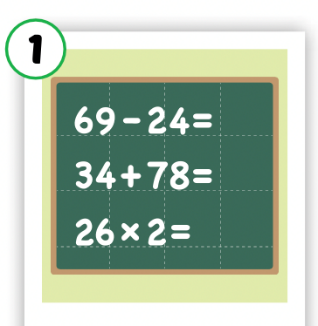 1
69-24=
34+78=
26×2=